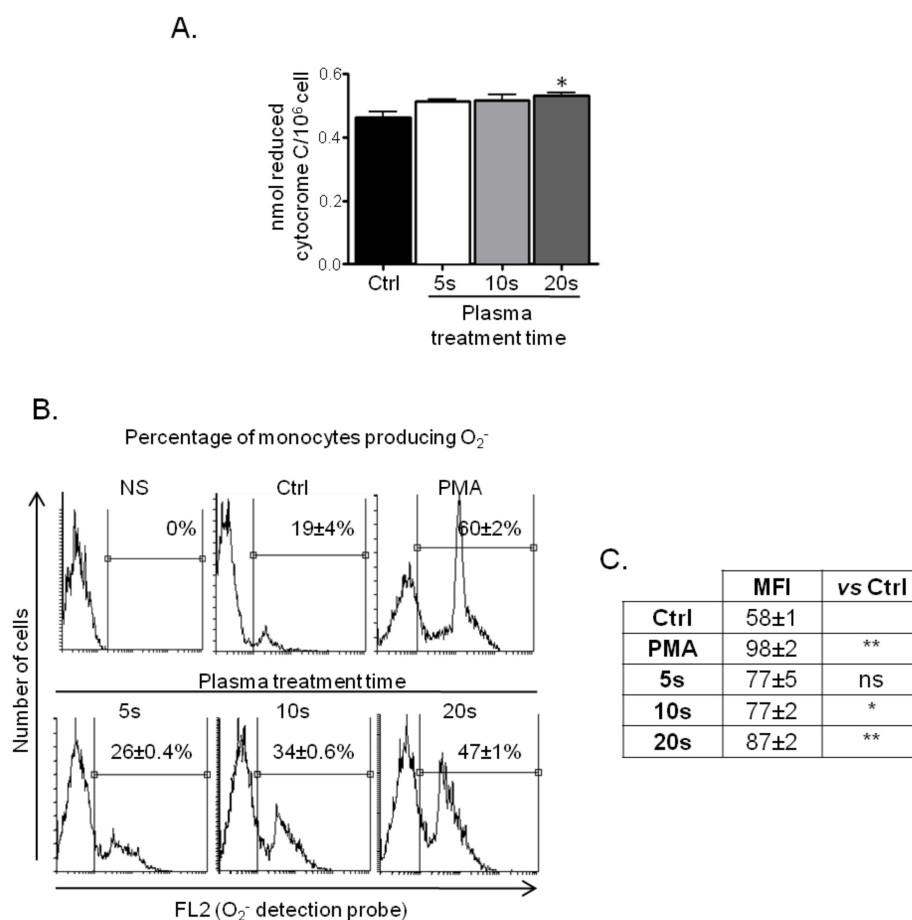 A.
nmol reduced
cytocrome C/10⁶ cell
0.6
0.4
0.2
0.0
*
Ctrl 5s 10s 20s
Plasma
treatment time
B.
Percentage of monocytes producing O₂⁻
Number of cells
NS Ctrl PMA
0% 19±4% 60±2%
Plasma treatment time
5s 10s 20s
26±0.4% 34±0.6% 47±1%
FL2 (O₂⁻ detection probe)
C.
MFI vs Ctrl
Ctrl 58±1
PMA 98±2 **
5s 77±5 ns
10s 77±2 *
20s 87±2 **